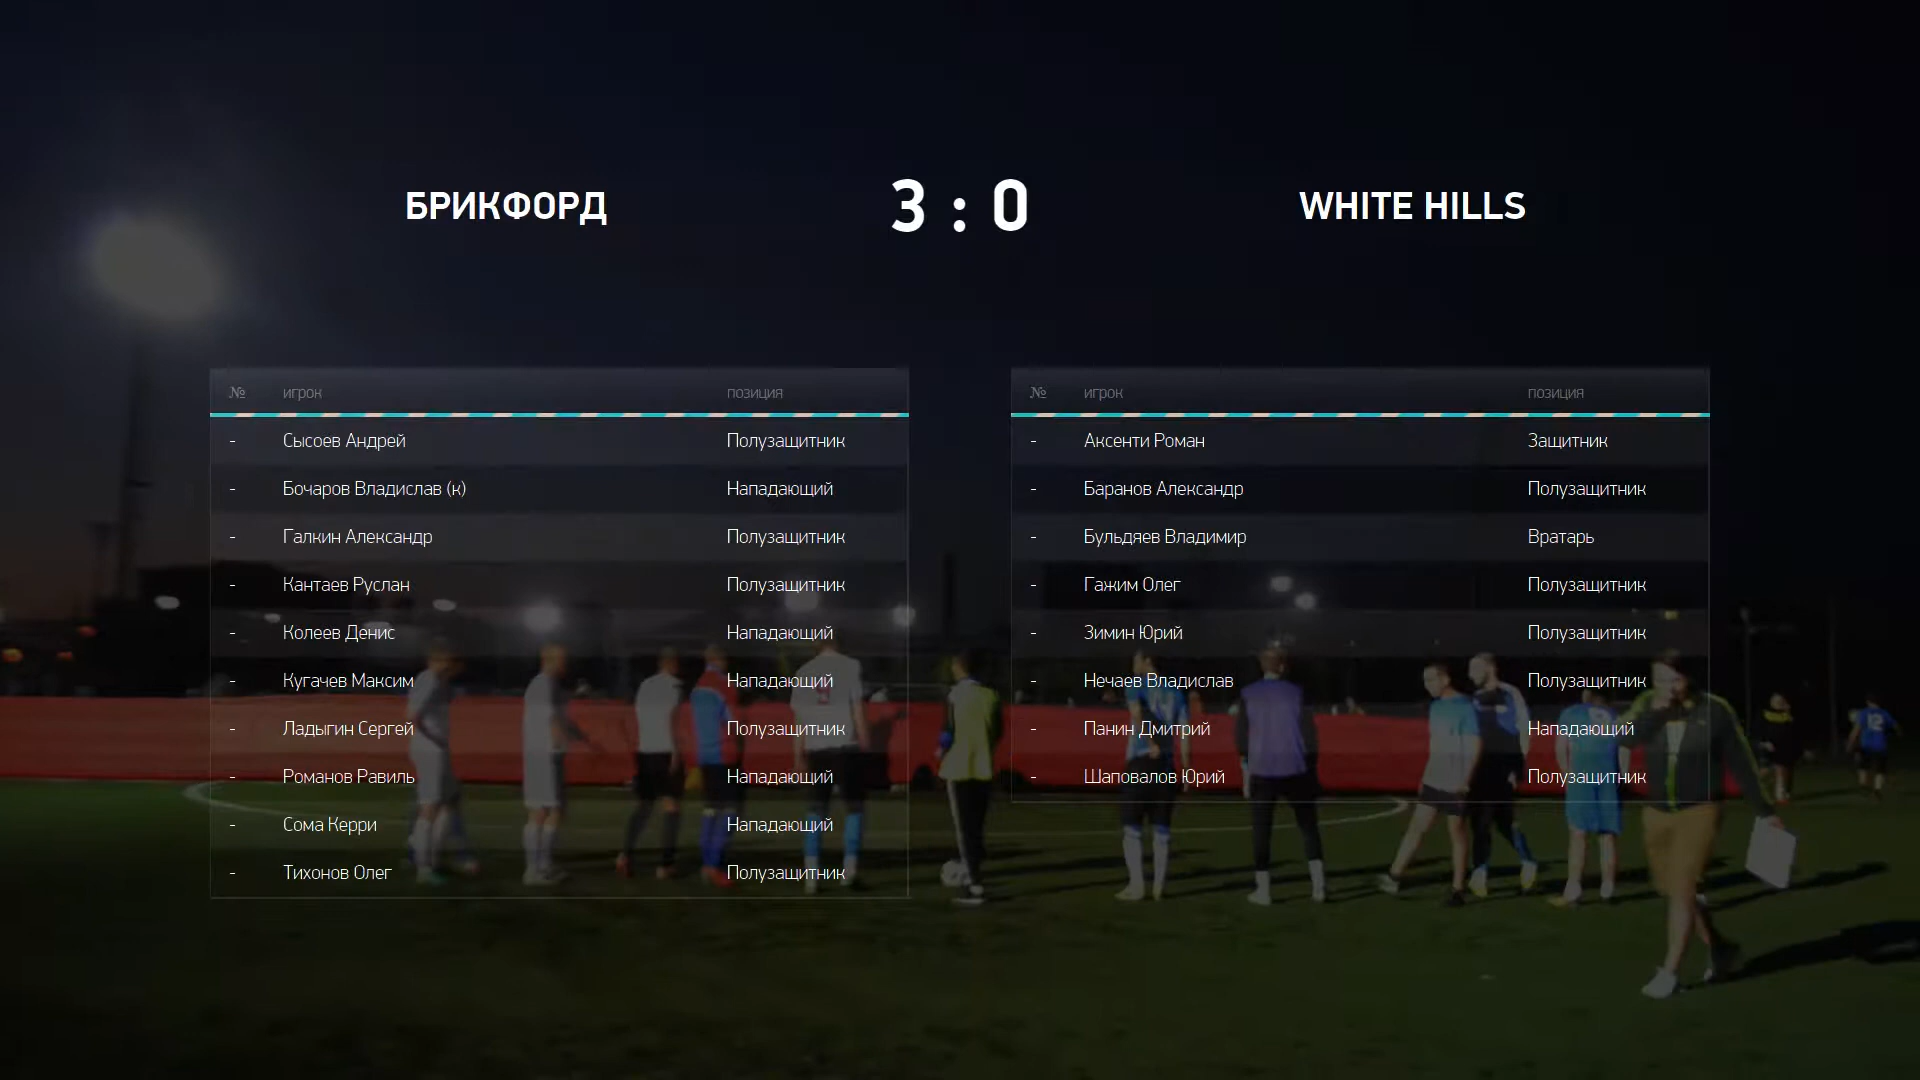 БРИКФОРД 3 : 0 WHITE HILLS
№ игрок позиция
- Сысоев Андрей Полузащитник
- Бочаров Владислав (к) Нападающий
- Галкин Александр Полузащитник
- Кантаев Руслан Полузащитник
- Колеев Денис Нападающий
- Кугачев Максим Нападающий
- Ладыгин Сергей Полузащитник
- Романов Равиль Нападающий
- Сома Керри Нападающий
- Тихонов Олег Полузащитник
№ игрок позиция
- Аксенти Роман Защитник
- Баранов Александр Полузащитник
- Бульдяев Владимир Вратарь
- Гажим Олег Полузащитник
- Зимин Юрий Полузащитник
- Нечаев Владислав Полузащитник
- Панин Дмитрий Нападающий
- Шаповалов Юрий Полузащитник
12